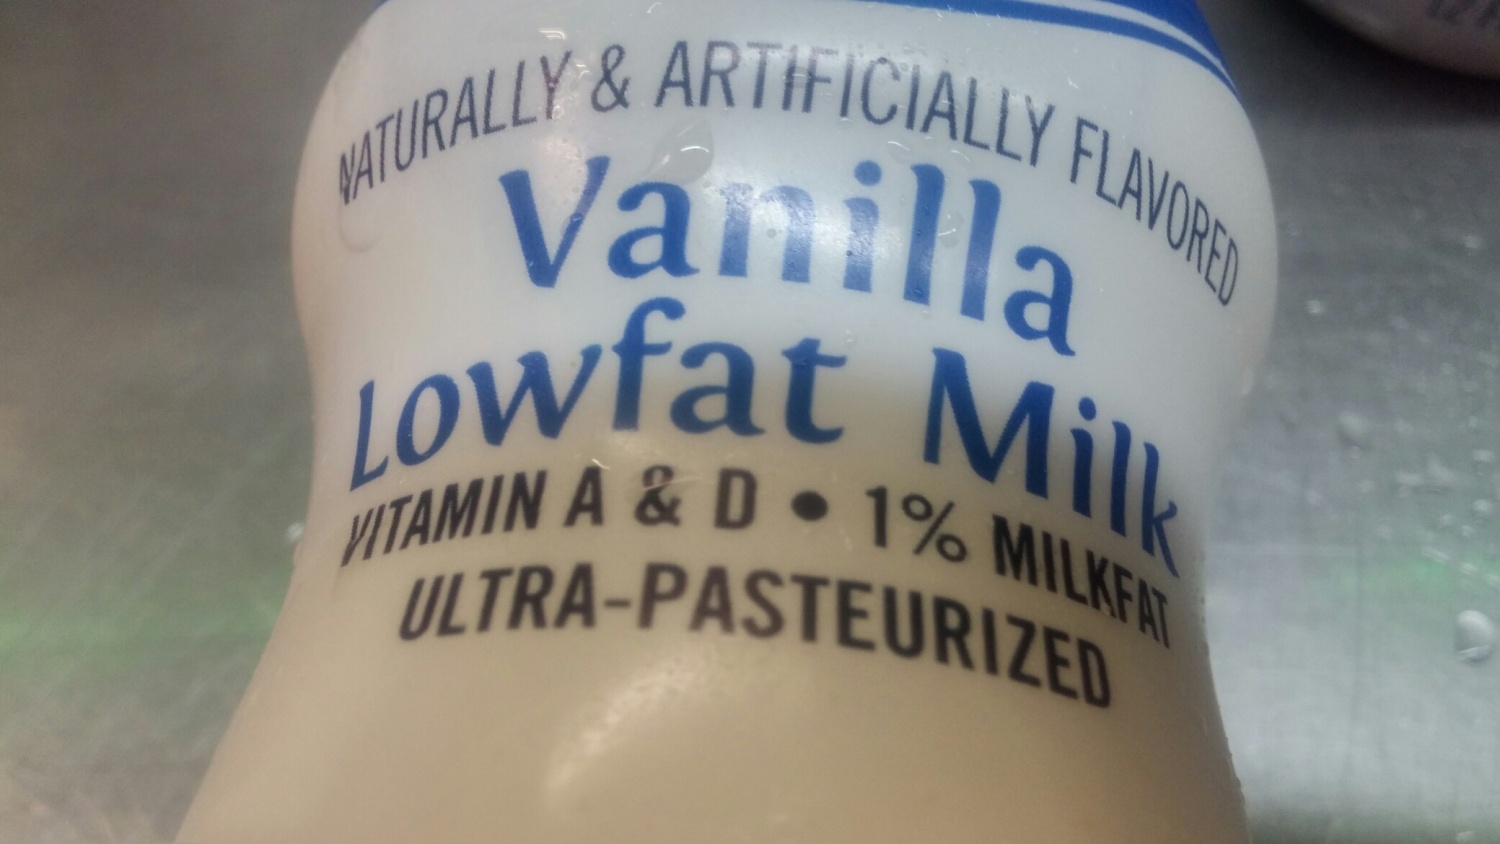 NATURALLY & ARTIFICIALLY FLAVORED
Vanilla
Lowfat Milk
VITAMIN A & D • 1% MILKFAT
ULTRA-PASTEURIZED